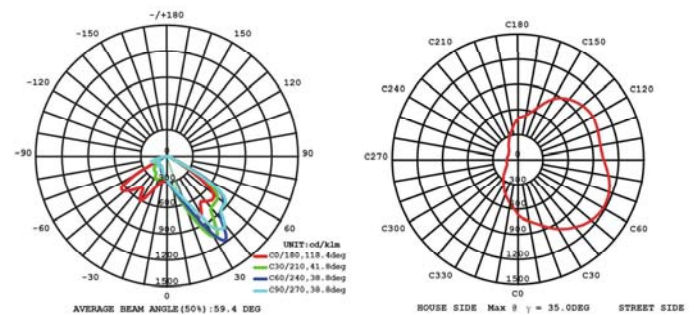 -/+180
-150
150
-120
120
-90
90
-60
60
-30
30
0
0
300
600
900
1200
1500
UNIT:cd/klm
C0/180,118.4deg
C30/210,41.8deg
C60/240,38.8deg
C90/270,38.8deg
AVERAGE BEAM ANGLE(50%):59.4 DEG
C180
C210
C150
C240
C120
C270
C300
C60
C330
C30
C0
0
300
600
900
1200
1500
HOUSE SIDE Max @ γ = 35.0DEG STREET SIDE